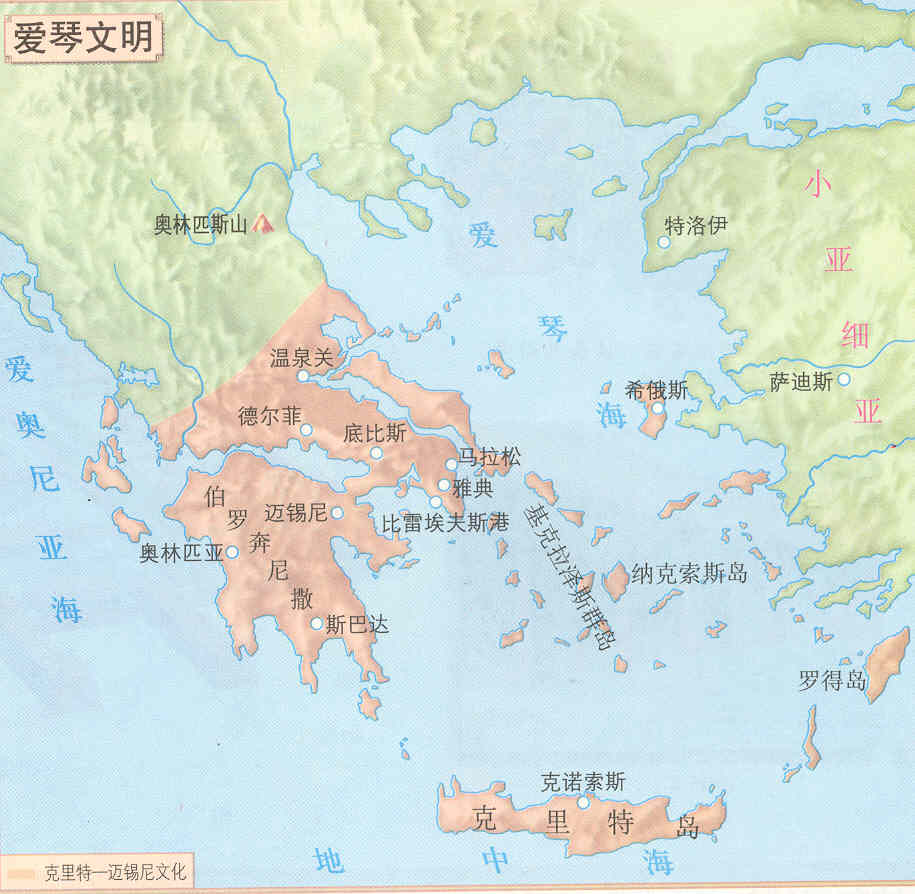 爱琴文明
小亚细亚
奥林匹斯山
特洛伊
爱琴海
温泉关
萨迪斯
希俄斯
德尔菲
底比斯
马拉松
雅典
比雷埃夫斯港
迈锡尼
伯罗奔尼撒
奥林匹亚
斯巴达
爱奥尼亚海
基克拉泽斯群岛
纳克索斯岛
罗得岛
克诺索斯
克里特岛
地中海
克里特—迈锡尼文化